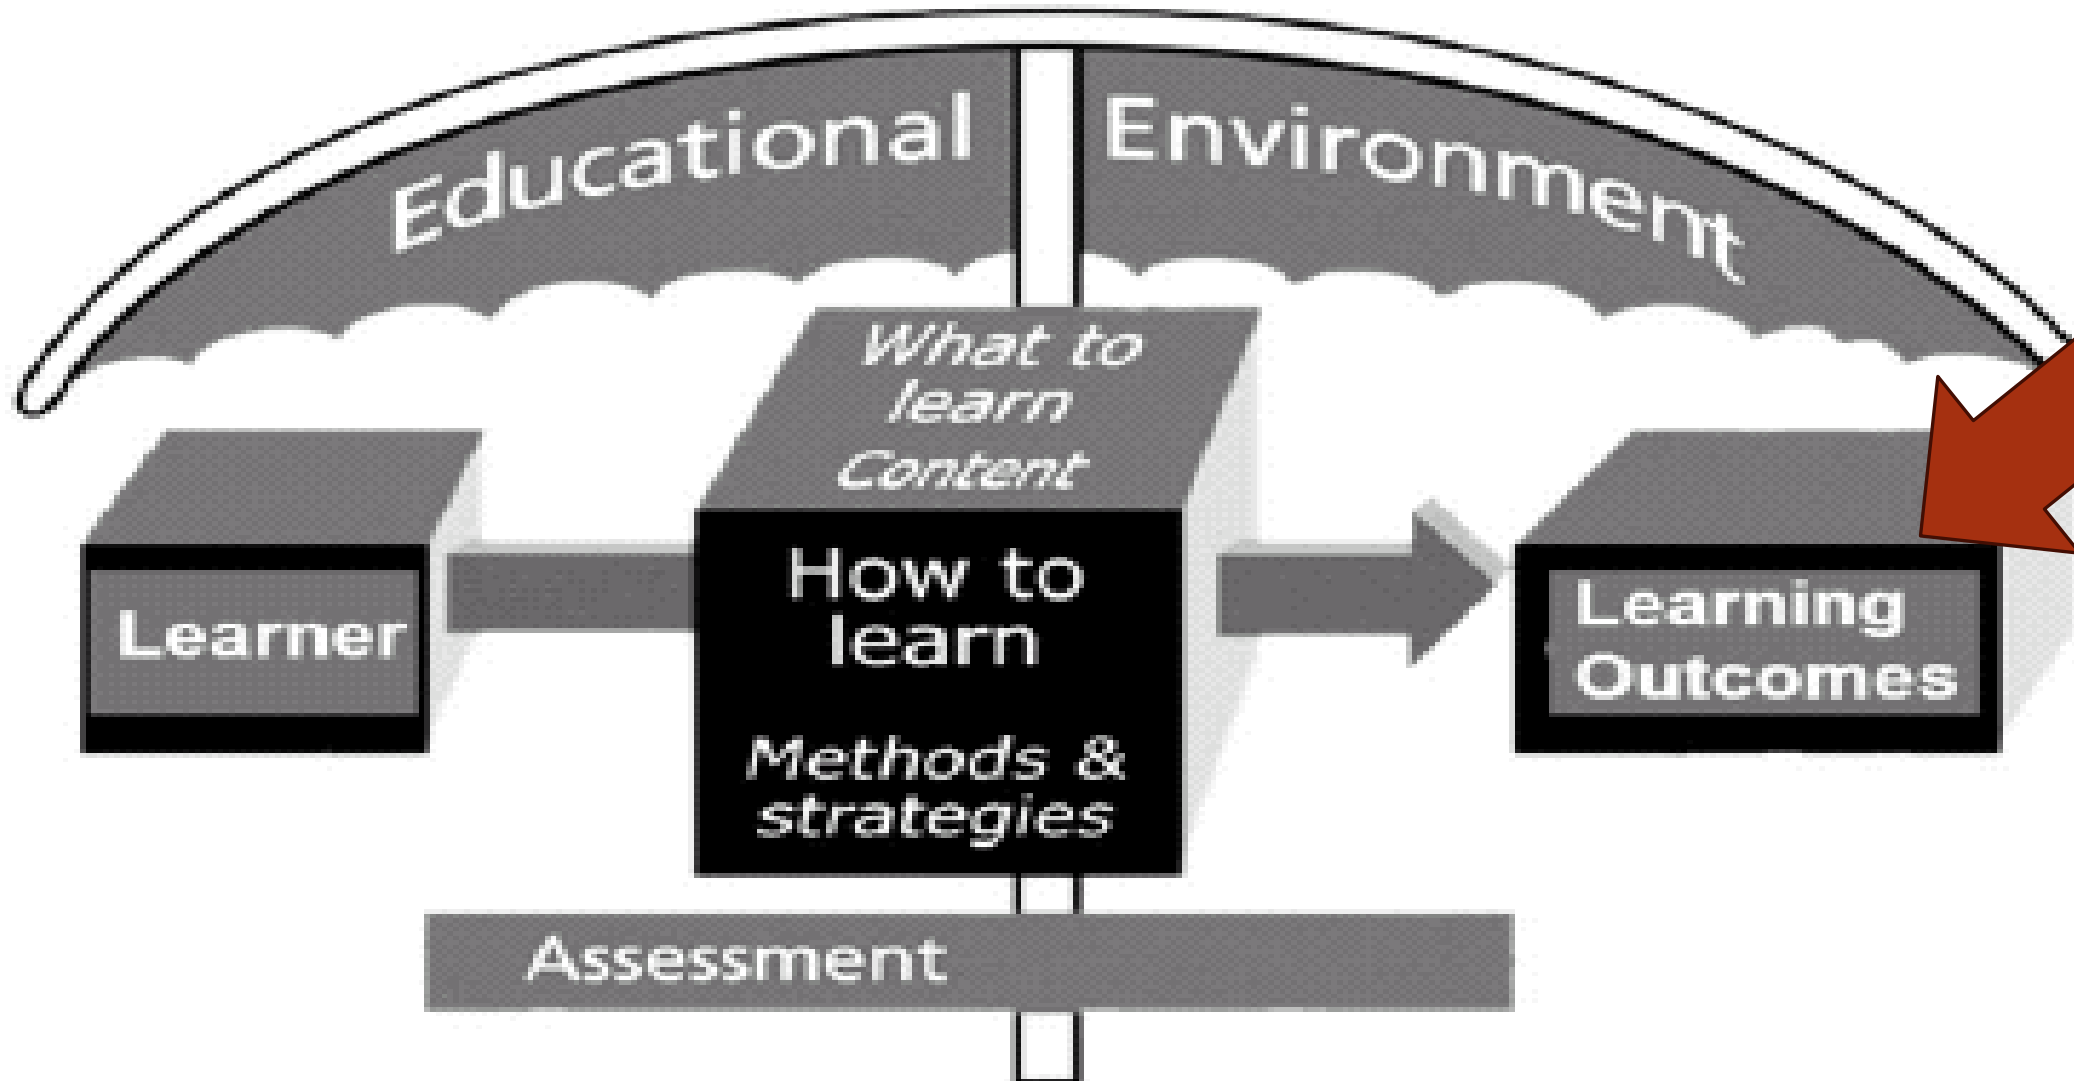 Educational Environment
What to
learn
Content
Learner
How to
learn
Methods &
strategies
Learning
Outcomes
Assessment